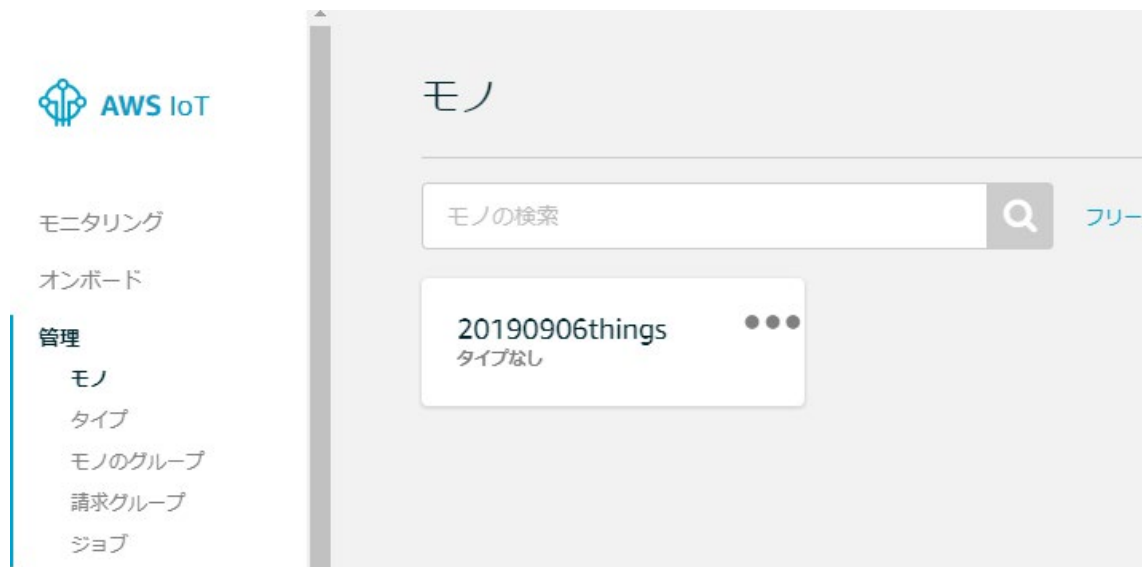 AWS IoT
モニタリング
オンボード
管理
モノ
タイプ
モノのグループ
請求グループ
ジョブ
モノ
モノの検索
フリー
20190906things
タイプなし